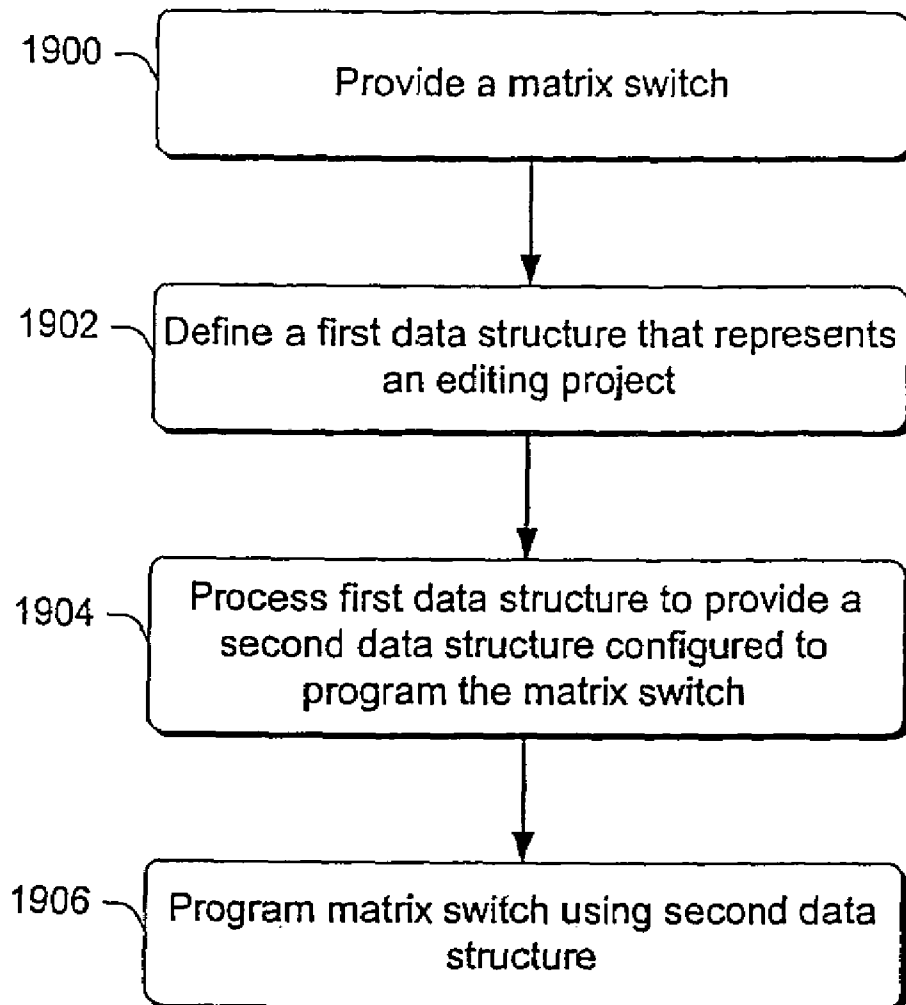 1900
Provide a matrix switch
1902
Define a first data structure that represents
an editing project
1904
Process first data structure to provide a
second data structure configured to
program the matrix switch
1906
Program matrix switch using second data
structure